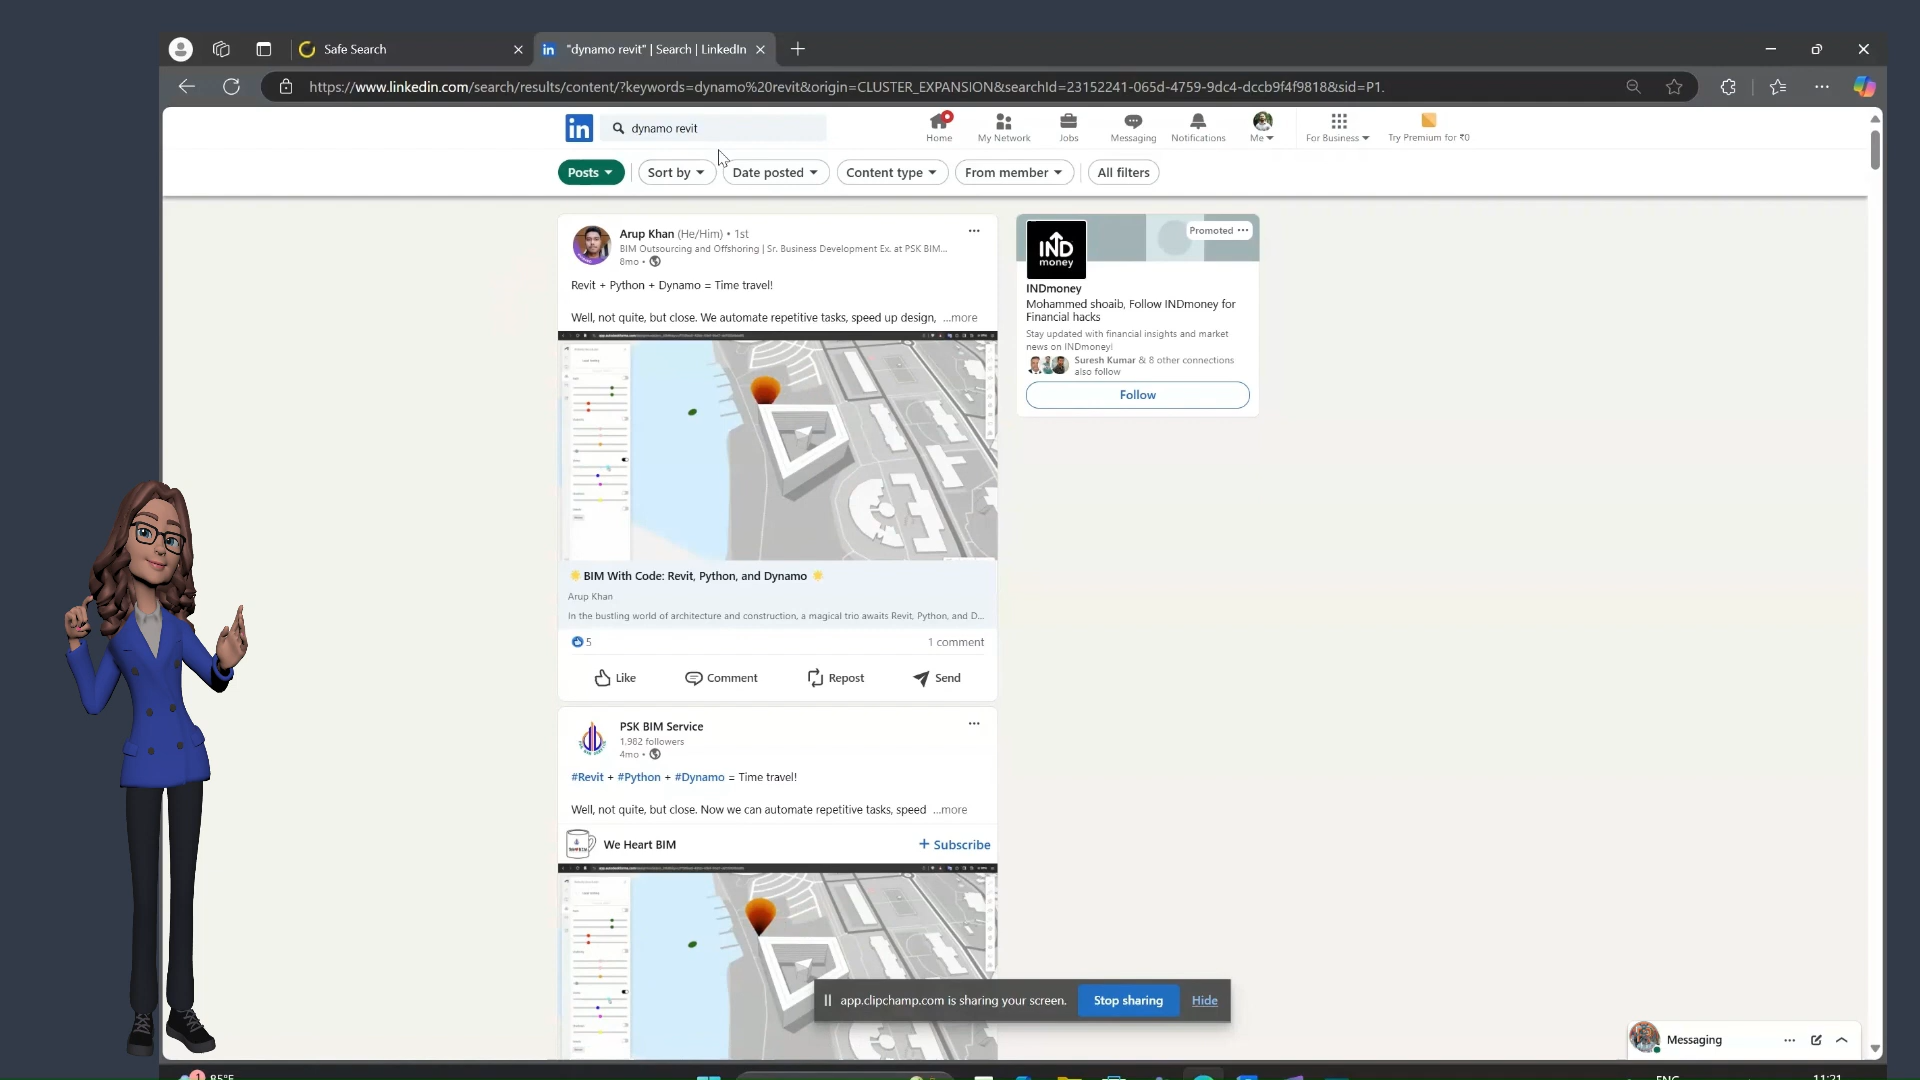 Safe Search
"dynamo revit" | Search | LinkedIn
https://www.linkedin.com/search/results/content/?keywords=dynamo%20revit&origin=CLUSTER_EXPANSION&searchId=23152241-065d-4759-9dc4-dccb9f4f9818&sid=P1.
in
dynamo revit
Home
My Network
Jobs
Messaging
Notifications
Me
For Business
Try Premium for ₹0
Posts
Sort by
Date posted
Content type
From member
All filters
Arup Khan (He/Him) • 1st
BIM Outsourcing and Offshoring | Sr. Business Development Ex. at PSK BIM...
8mo •
Revit + Python + Dynamo = Time travel!
Well, not quite, but close. We automate repetitive tasks, speed up design, ...more
BIM With Code: Revit, Python, and Dynamo
Arup Khan
In the bustling world of architecture and construction, a magical trio awaits Revit, Python, and D...
5
1 comment
Like
Comment
Repost
Send
PSK BIM Service
1,982 followers
4mo •
#Revit + #Python + #Dynamo = Time travel!
Well, not quite, but close. Now we can automate repetitive tasks, speed ...more
We Heart BIM
+ Subscribe
Promoted
IND
money
INDmoney
Mohammed shoaib, Follow INDmoney for
Financial hacks
Stay updated with financial insights and market
news on INDmoney!
Suresh Kumar & 8 other connections
also follow
Follow
app.clipchamp.com is sharing your screen.
Stop sharing
Hide
Messaging
1
85°F
ENG
11:21